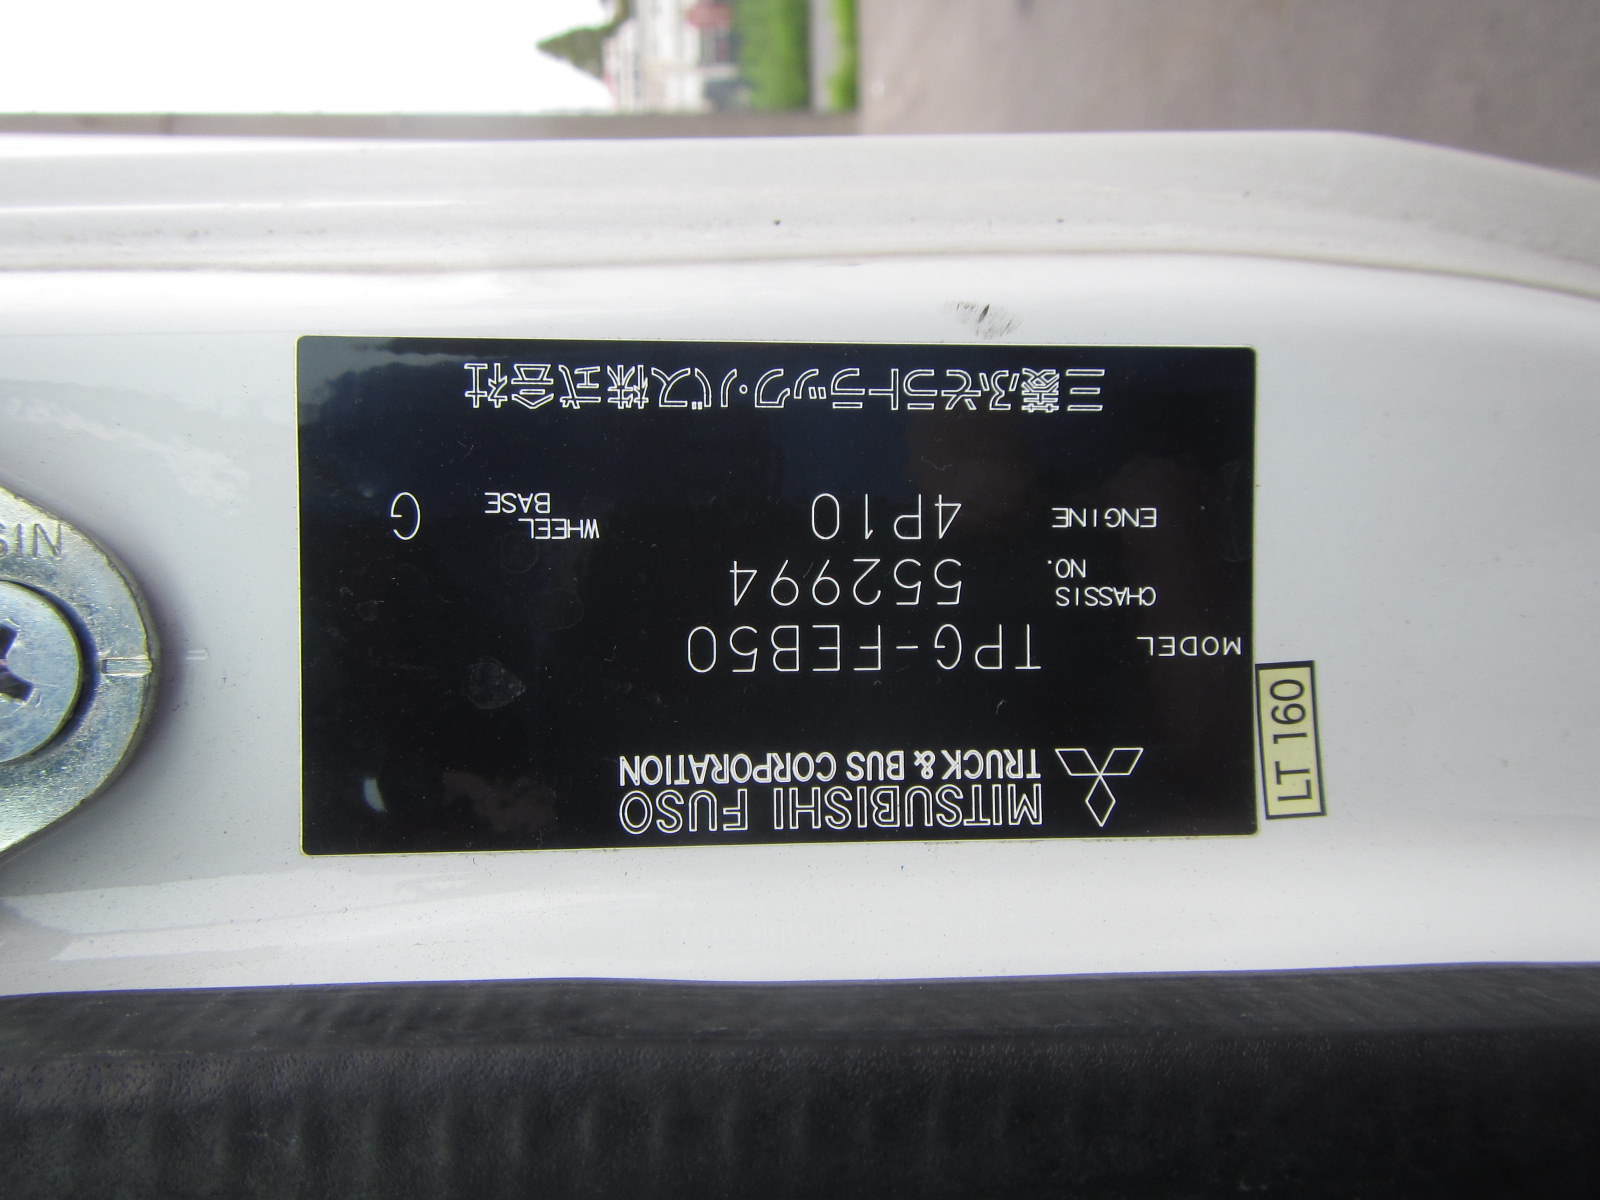 MITSUBISHI FUSO
TRUCK & BUS CORPORATION
MODEL TPG-FEB50
CHASSIS NO. 552994
ENGINE 4P10 WHEEL BASE G
三菱ふそうトラック・バス株式会社
LT 160
NIS